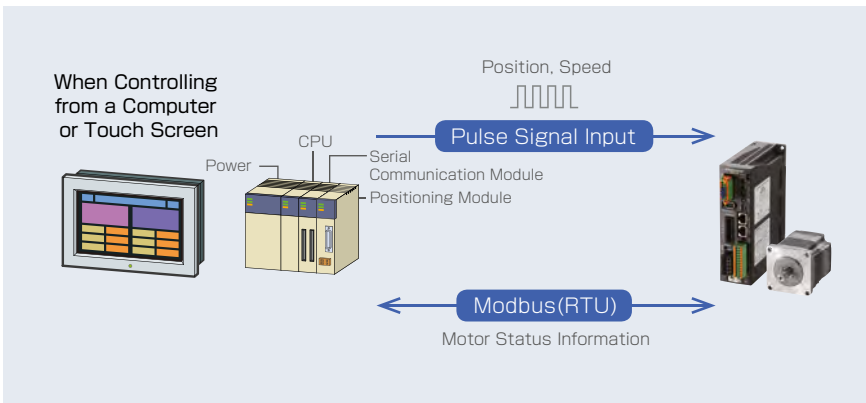 When Controlling
from a Computer
or Touch Screen
Position, Speed
Pulse Signal Input
CPU
Power
Serial
Communication Module
Positioning Module
Modbus(RTU)
Motor Status Information